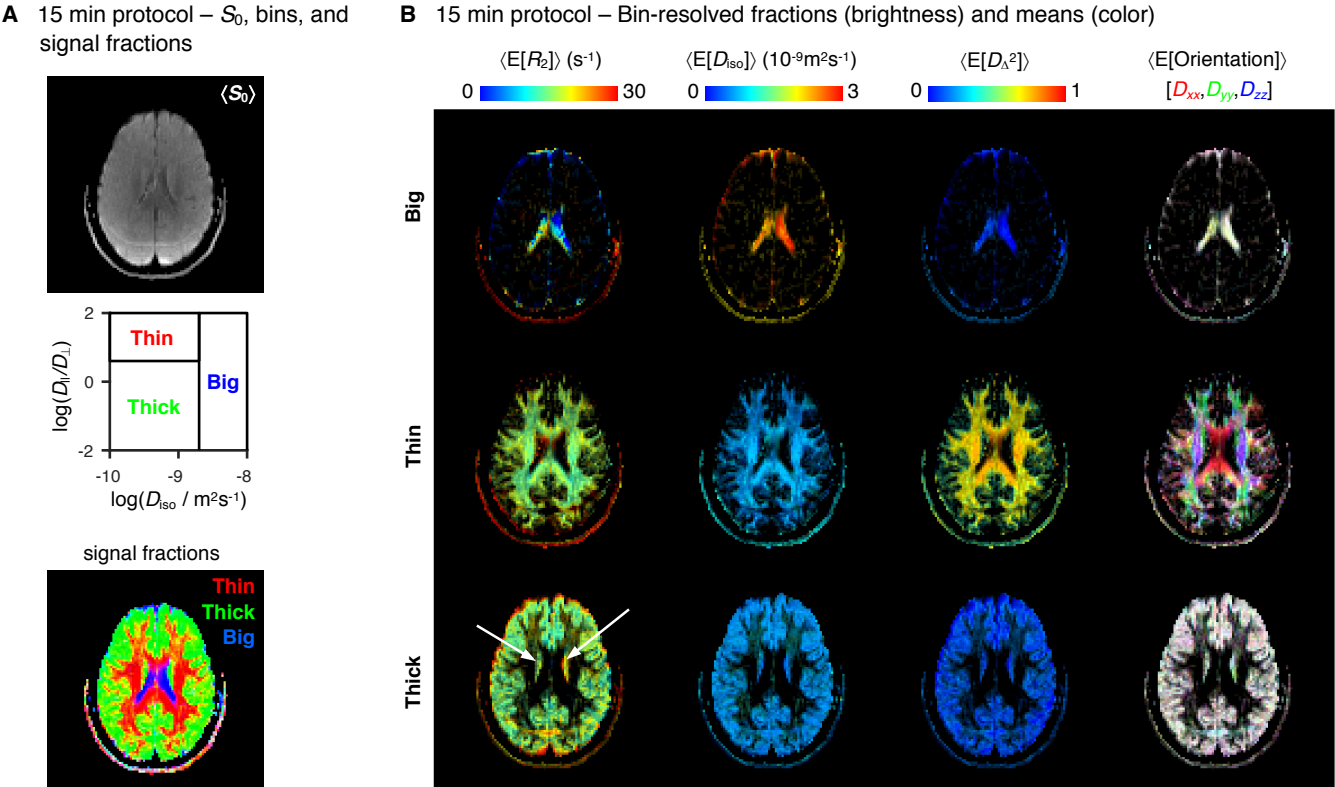 A 15 min protocol – S₀, bins, and
signal fractions
⟨S₀⟩
2
0
-2
log(D∥/D⊥)
Thin
Thick
Big
-10 -9 -8
log(Diso / m²s⁻¹)
signal fractions
Thin
Thick
Big
B 15 min protocol – Bin-resolved fractions (brightness) and means (color)
⟨E[R₂]⟩ (s⁻¹) ⟨E[Diso]⟩ (10⁻⁹m²s⁻¹) ⟨E[DΔ²]⟩ ⟨E[Orientation]⟩
0 30 0 3 0 1 [Dxx,Dyy,Dzz]
Big
Thin
Thick